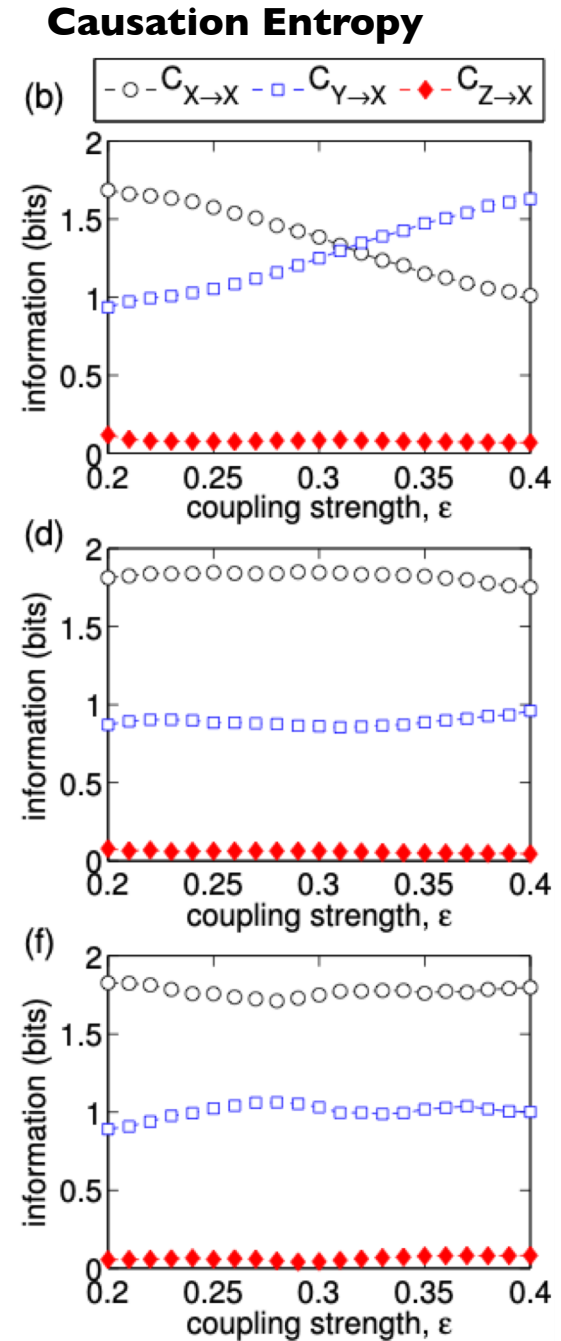 Causation Entropy
(b)
C X→X C Y→X C Z→X
2
1.5
1
0.5
0
information (bits)
0.2 0.25 0.3 0.35 0.4
coupling strength, ε
(d)
2
1.5
1
0.5
0
information (bits)
0.2 0.25 0.3 0.35 0.4
coupling strength, ε
(f)
2
1.5
1
0.5
0
information (bits)
0.2 0.25 0.3 0.35 0.4
coupling strength, ε